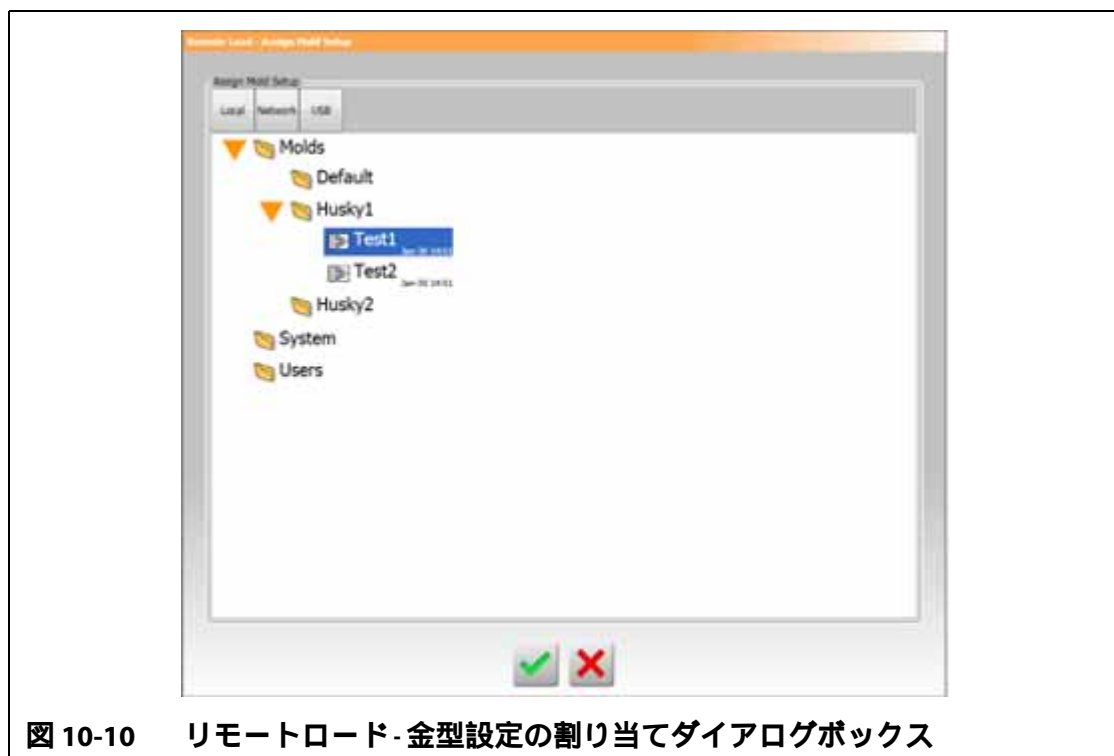 Remote Load - Assign Mold Setup
Assign Mold Setup
Local Network USB
Molds
Default
Husky1
Test1
Test2
Husky2
System
Users
図 10-10 リモートロード - 金型設定の割り当てダイアログボックス